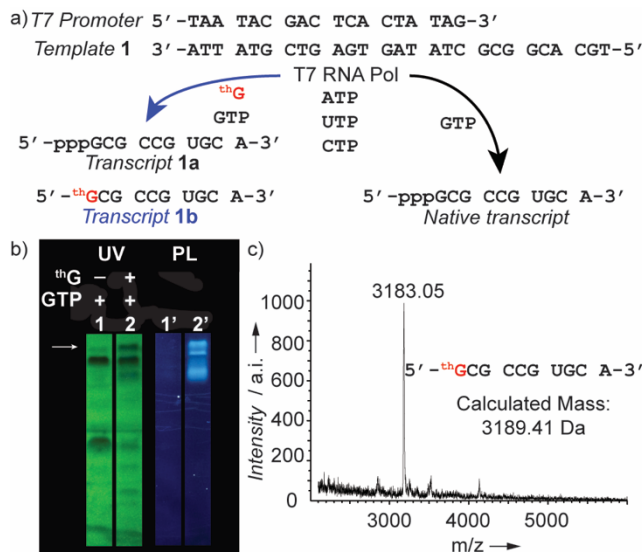 a) T7 Promoter 5′-TAA TAC GAC TCA CTA TAG-3′
Template 1 3′-ATT ATG CTG AGT GAT ATC GCG GCA CGT-5′
T7 RNA Pol
thG ATP
GTP UTP GTP
CTP
5′-pppGCG CCG UGC A-3′
Transcript 1a
5′-thGCG CCG UGC A-3′ 5′-pppGCG CCG UGC A-3′
Transcript 1b Native transcript
b) UV PL
thG − +
GTP + +
1 2 1′ 2′
c)
Intensity / a.i.
1000
800
600
400
200
0
3183.05
5′-thGCG CCG UGC A-3′
Calculated Mass:
3189.41 Da
3000 4000 5000
m/z